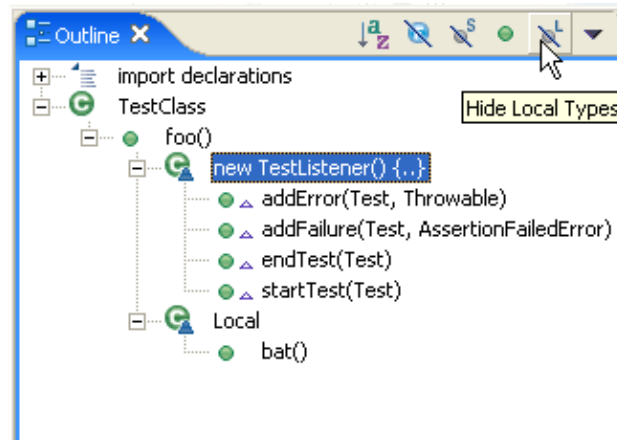 Outline
import declarations
TestClass
Hide Local Types
foo()
new TestListener() {..}
addError(Test, Throwable)
addFailure(Test, AssertionFailedError)
endTest(Test)
startTest(Test)
Local
bat()